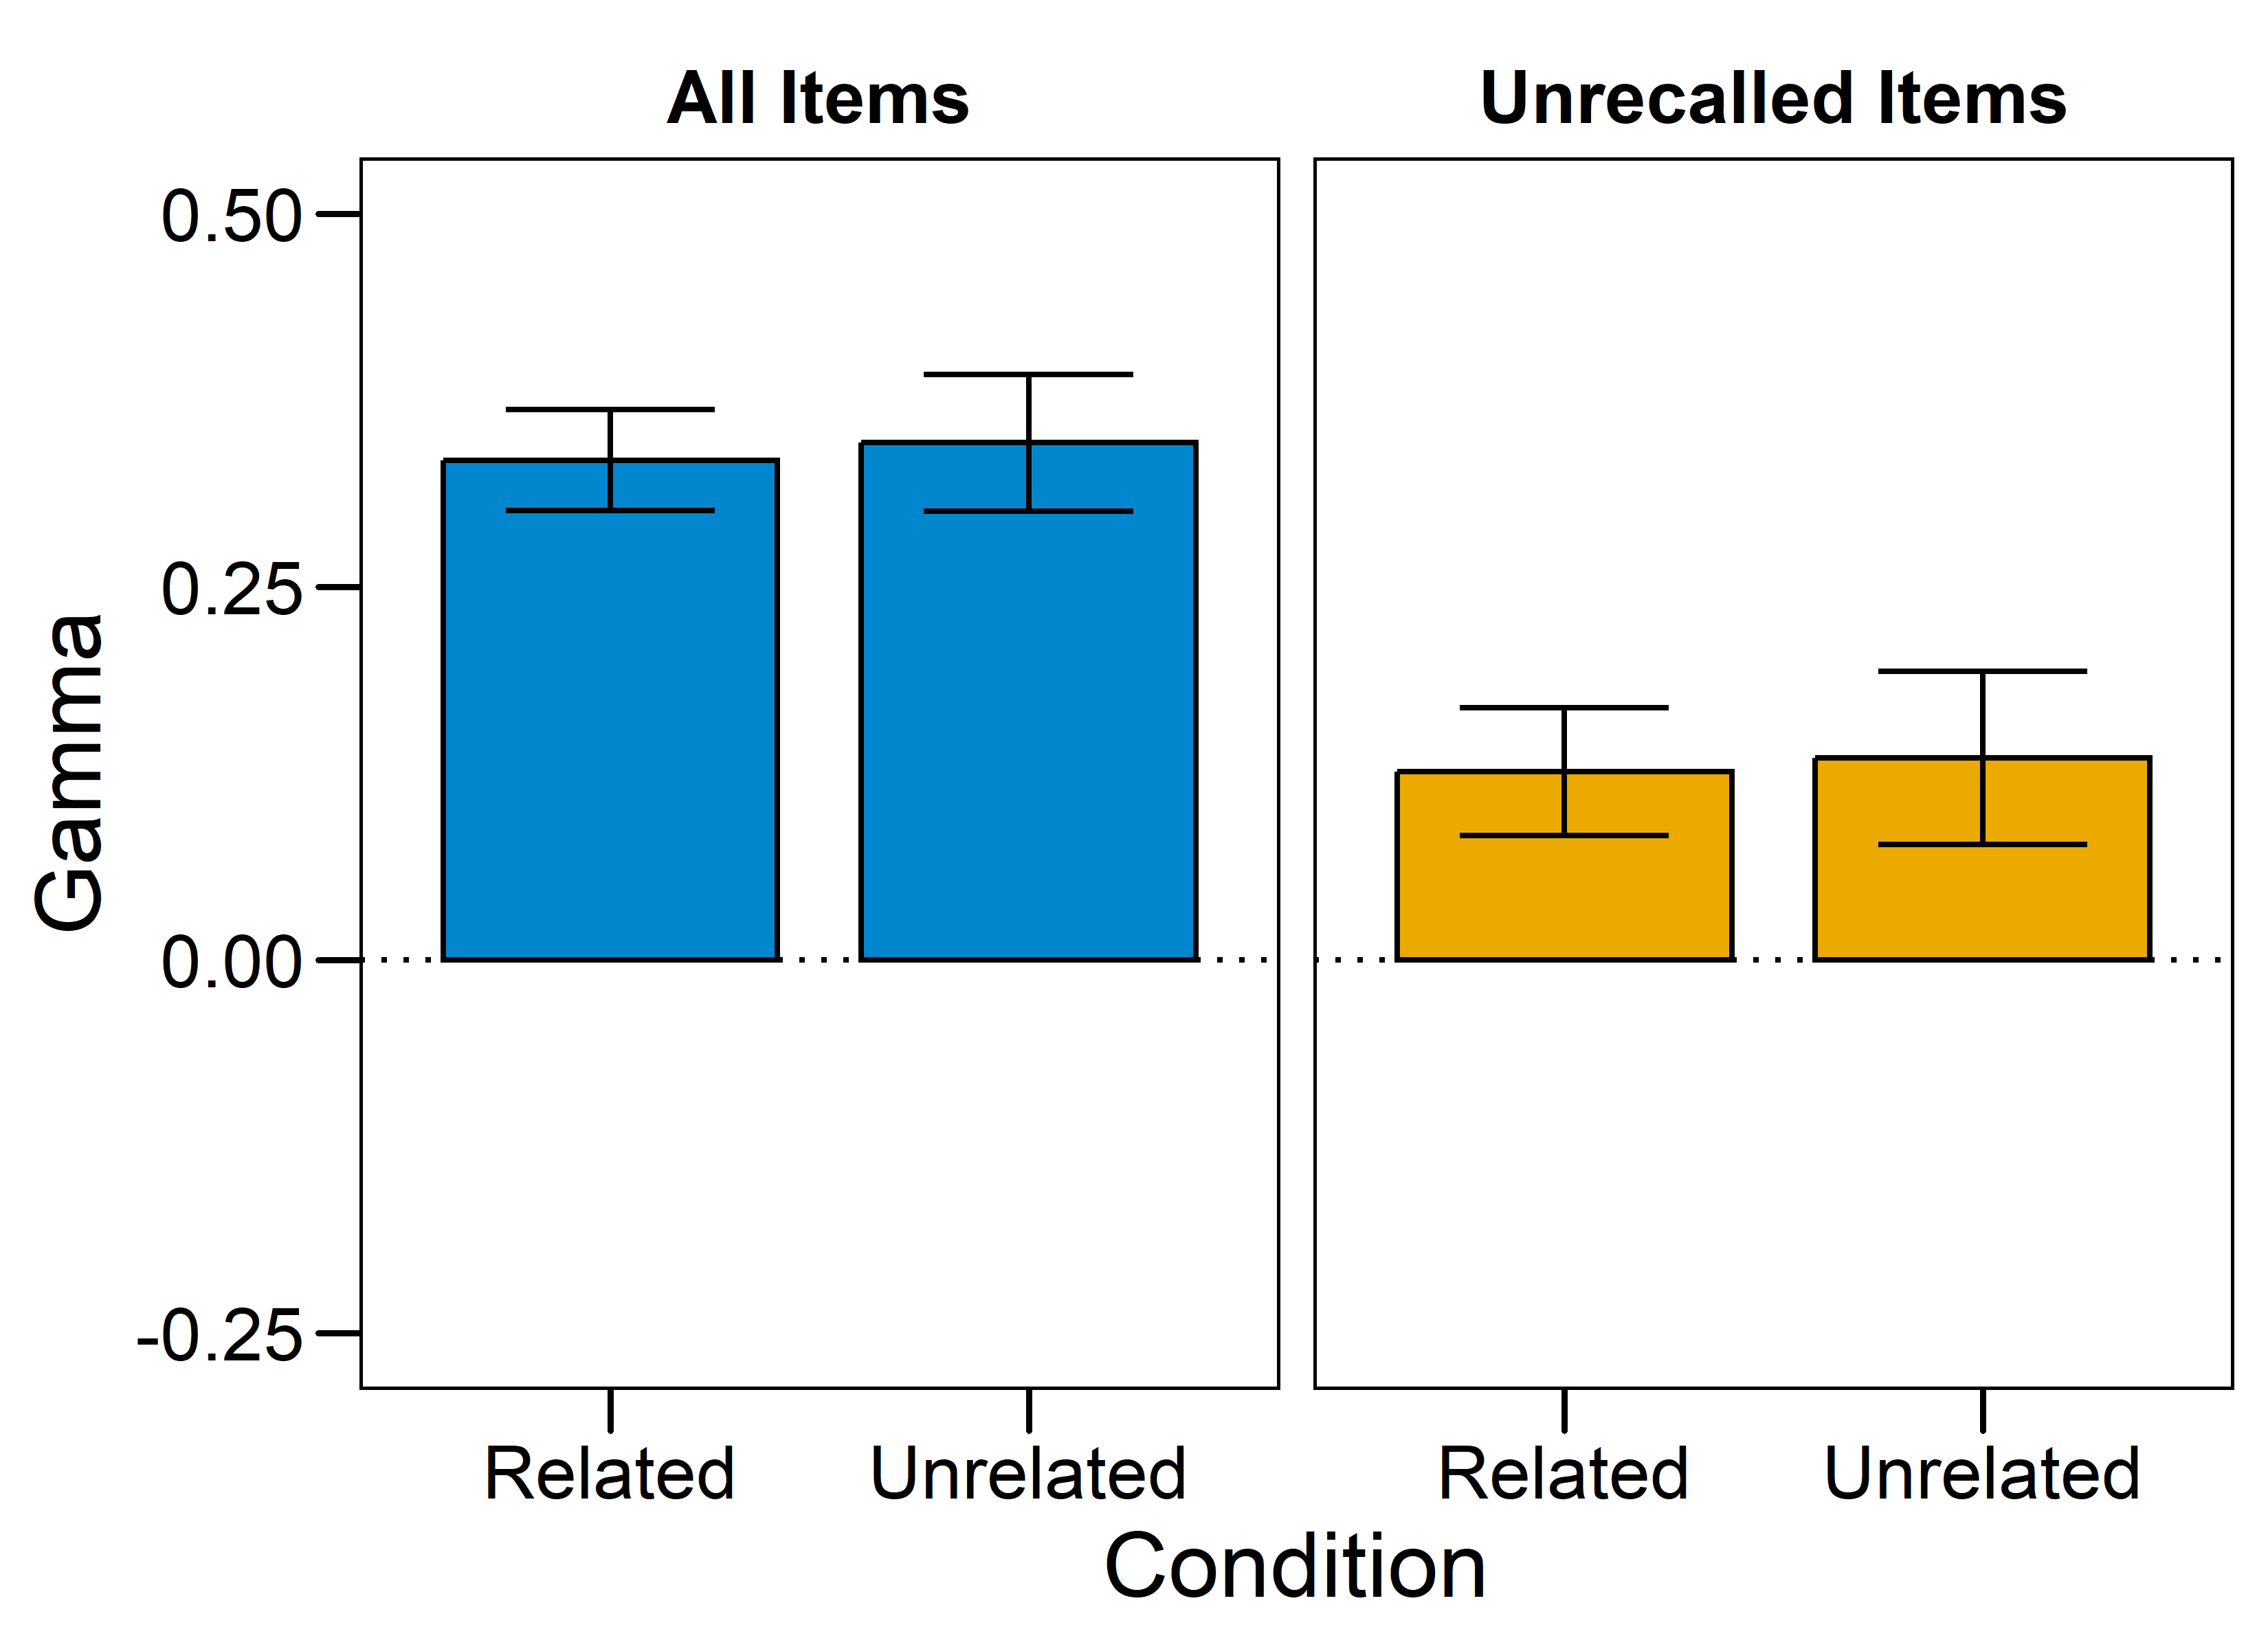 All Items
Unrecalled Items
0.50
0.25
0.00
-0.25
Gamma
Related
Unrelated
Related
Unrelated
Condition